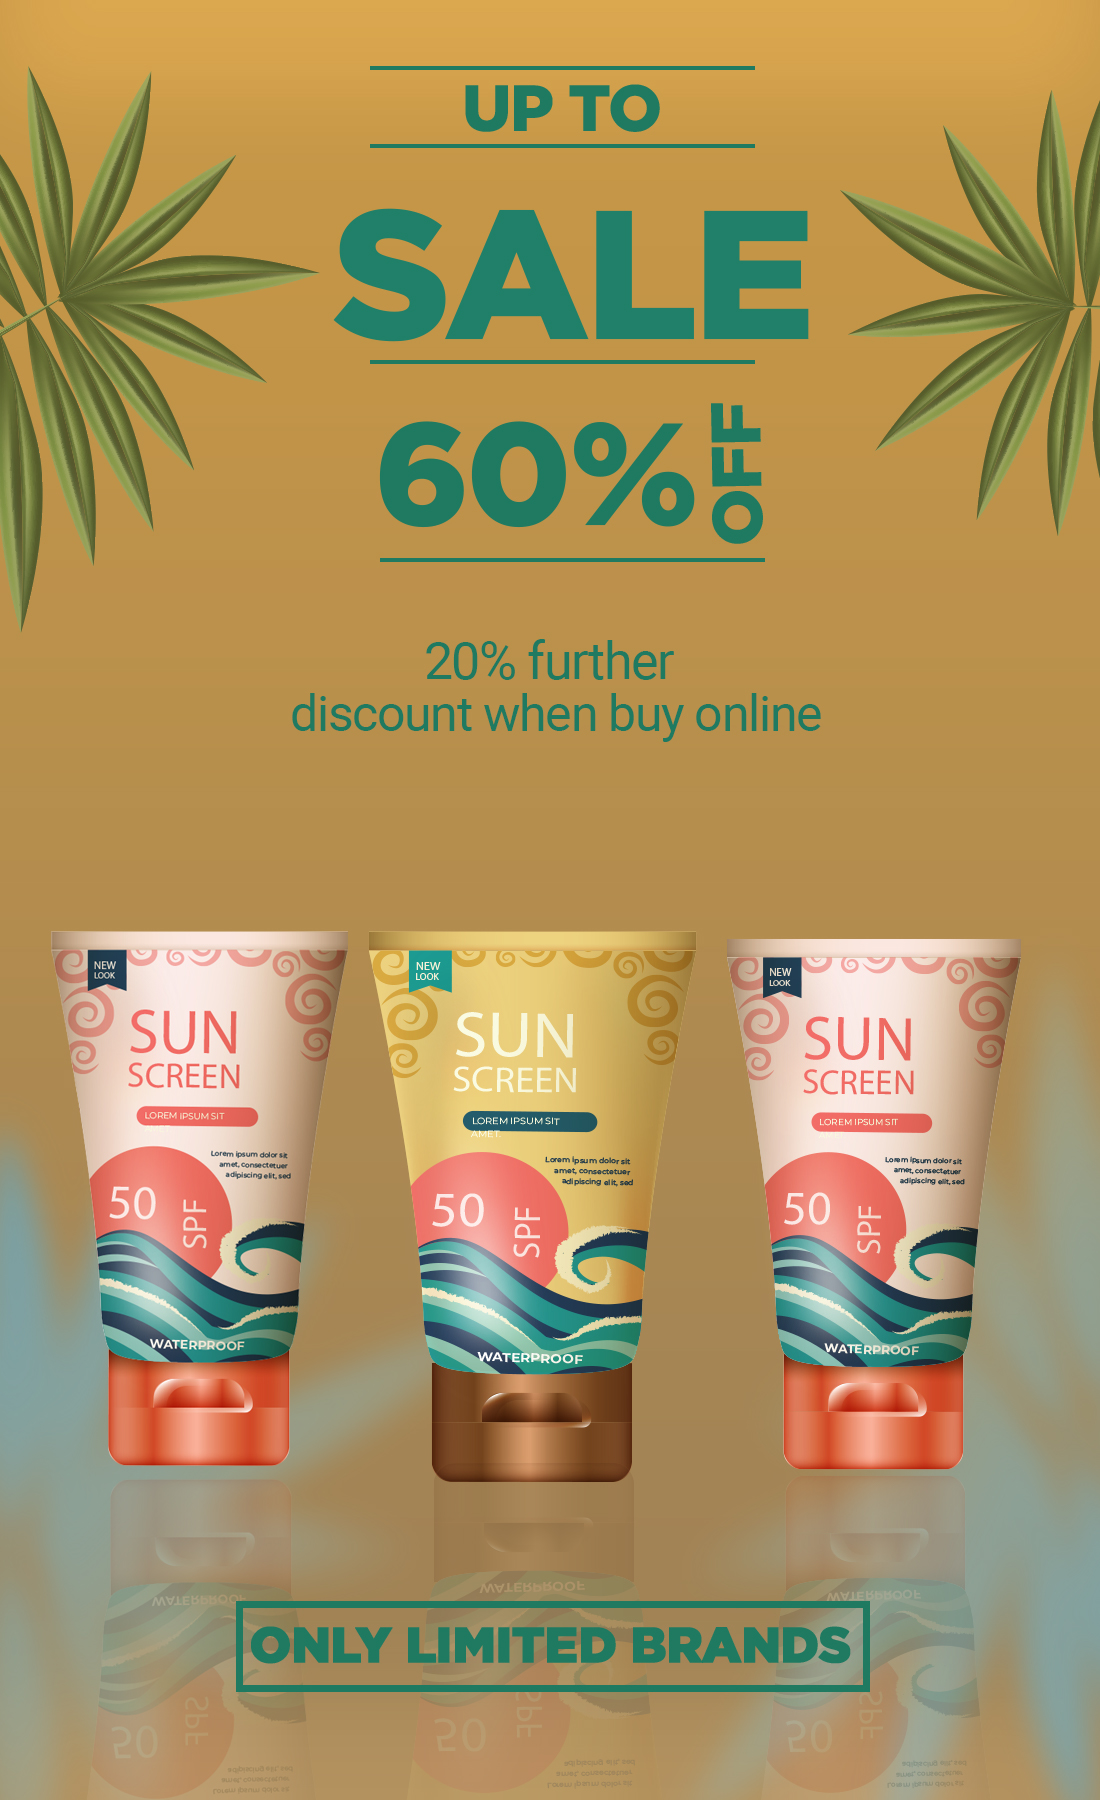 UP TO
SALE
60% OFF
20% further
discount when buy online
NEW
LOOK
SUN
SCREEN
LOREM IPSUM SIT
AMET.
Lorem ipsum dolor sit
amet, consectetuer
adipiscing elit, sed
50
SPF
WATERPROOF
NEW
LOOK
SUN
SCREEN
LOREM IPSUM SIT
AMET.
Lorem ipsum dolor sit
amet, consectetuer
adipiscing elit, sed
50
SPF
WATERPROOF
NEW
LOOK
SUN
SCREEN
LOREM IPSUM SIT
AMET.
Lorem ipsum dolor sit
amet, consectetuer
adipiscing elit, sed
50
SPF
WATERPROOF
ONLY LIMITED BRANDS